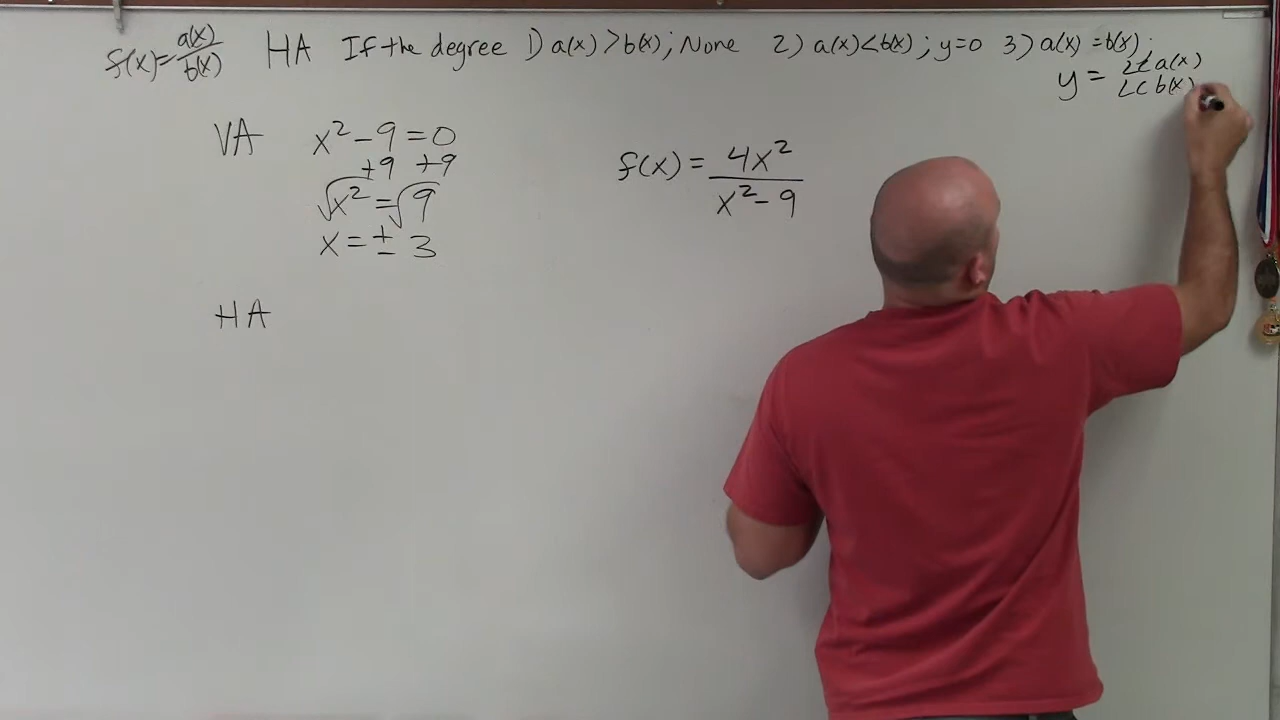 f(x)=a(x)/b(x) HA If the degree 1) a(x)>b(x); None 2) a(x)<b(x); y=0 3) a(x)=b(x);
y = LC a(x)/LC b(x)
VA x²-9=0
+9 +9
√x² = √9
x = ± 3
f(x) = 4x²/x²-9
HA